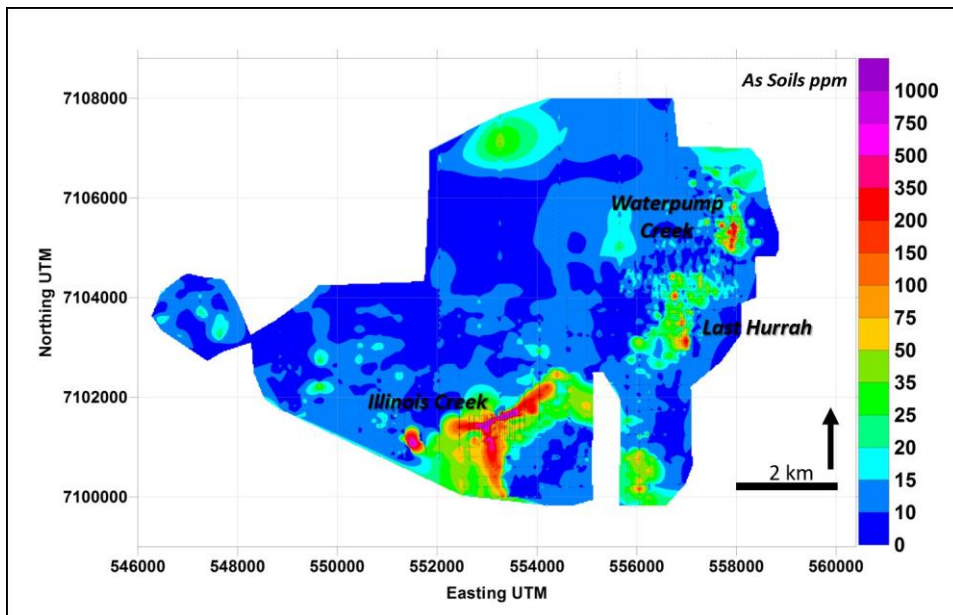 As Soils ppm
7108000
7106000
7104000
7102000
7100000
Northing UTM
Waterpump
Creek
Last Hurrah
Illinois Creek
2 km
1000
750
500
350
200
150
100
75
50
35
25
20
15
10
0
546000 548000 550000 552000 554000 556000 558000 560000
Easting UTM